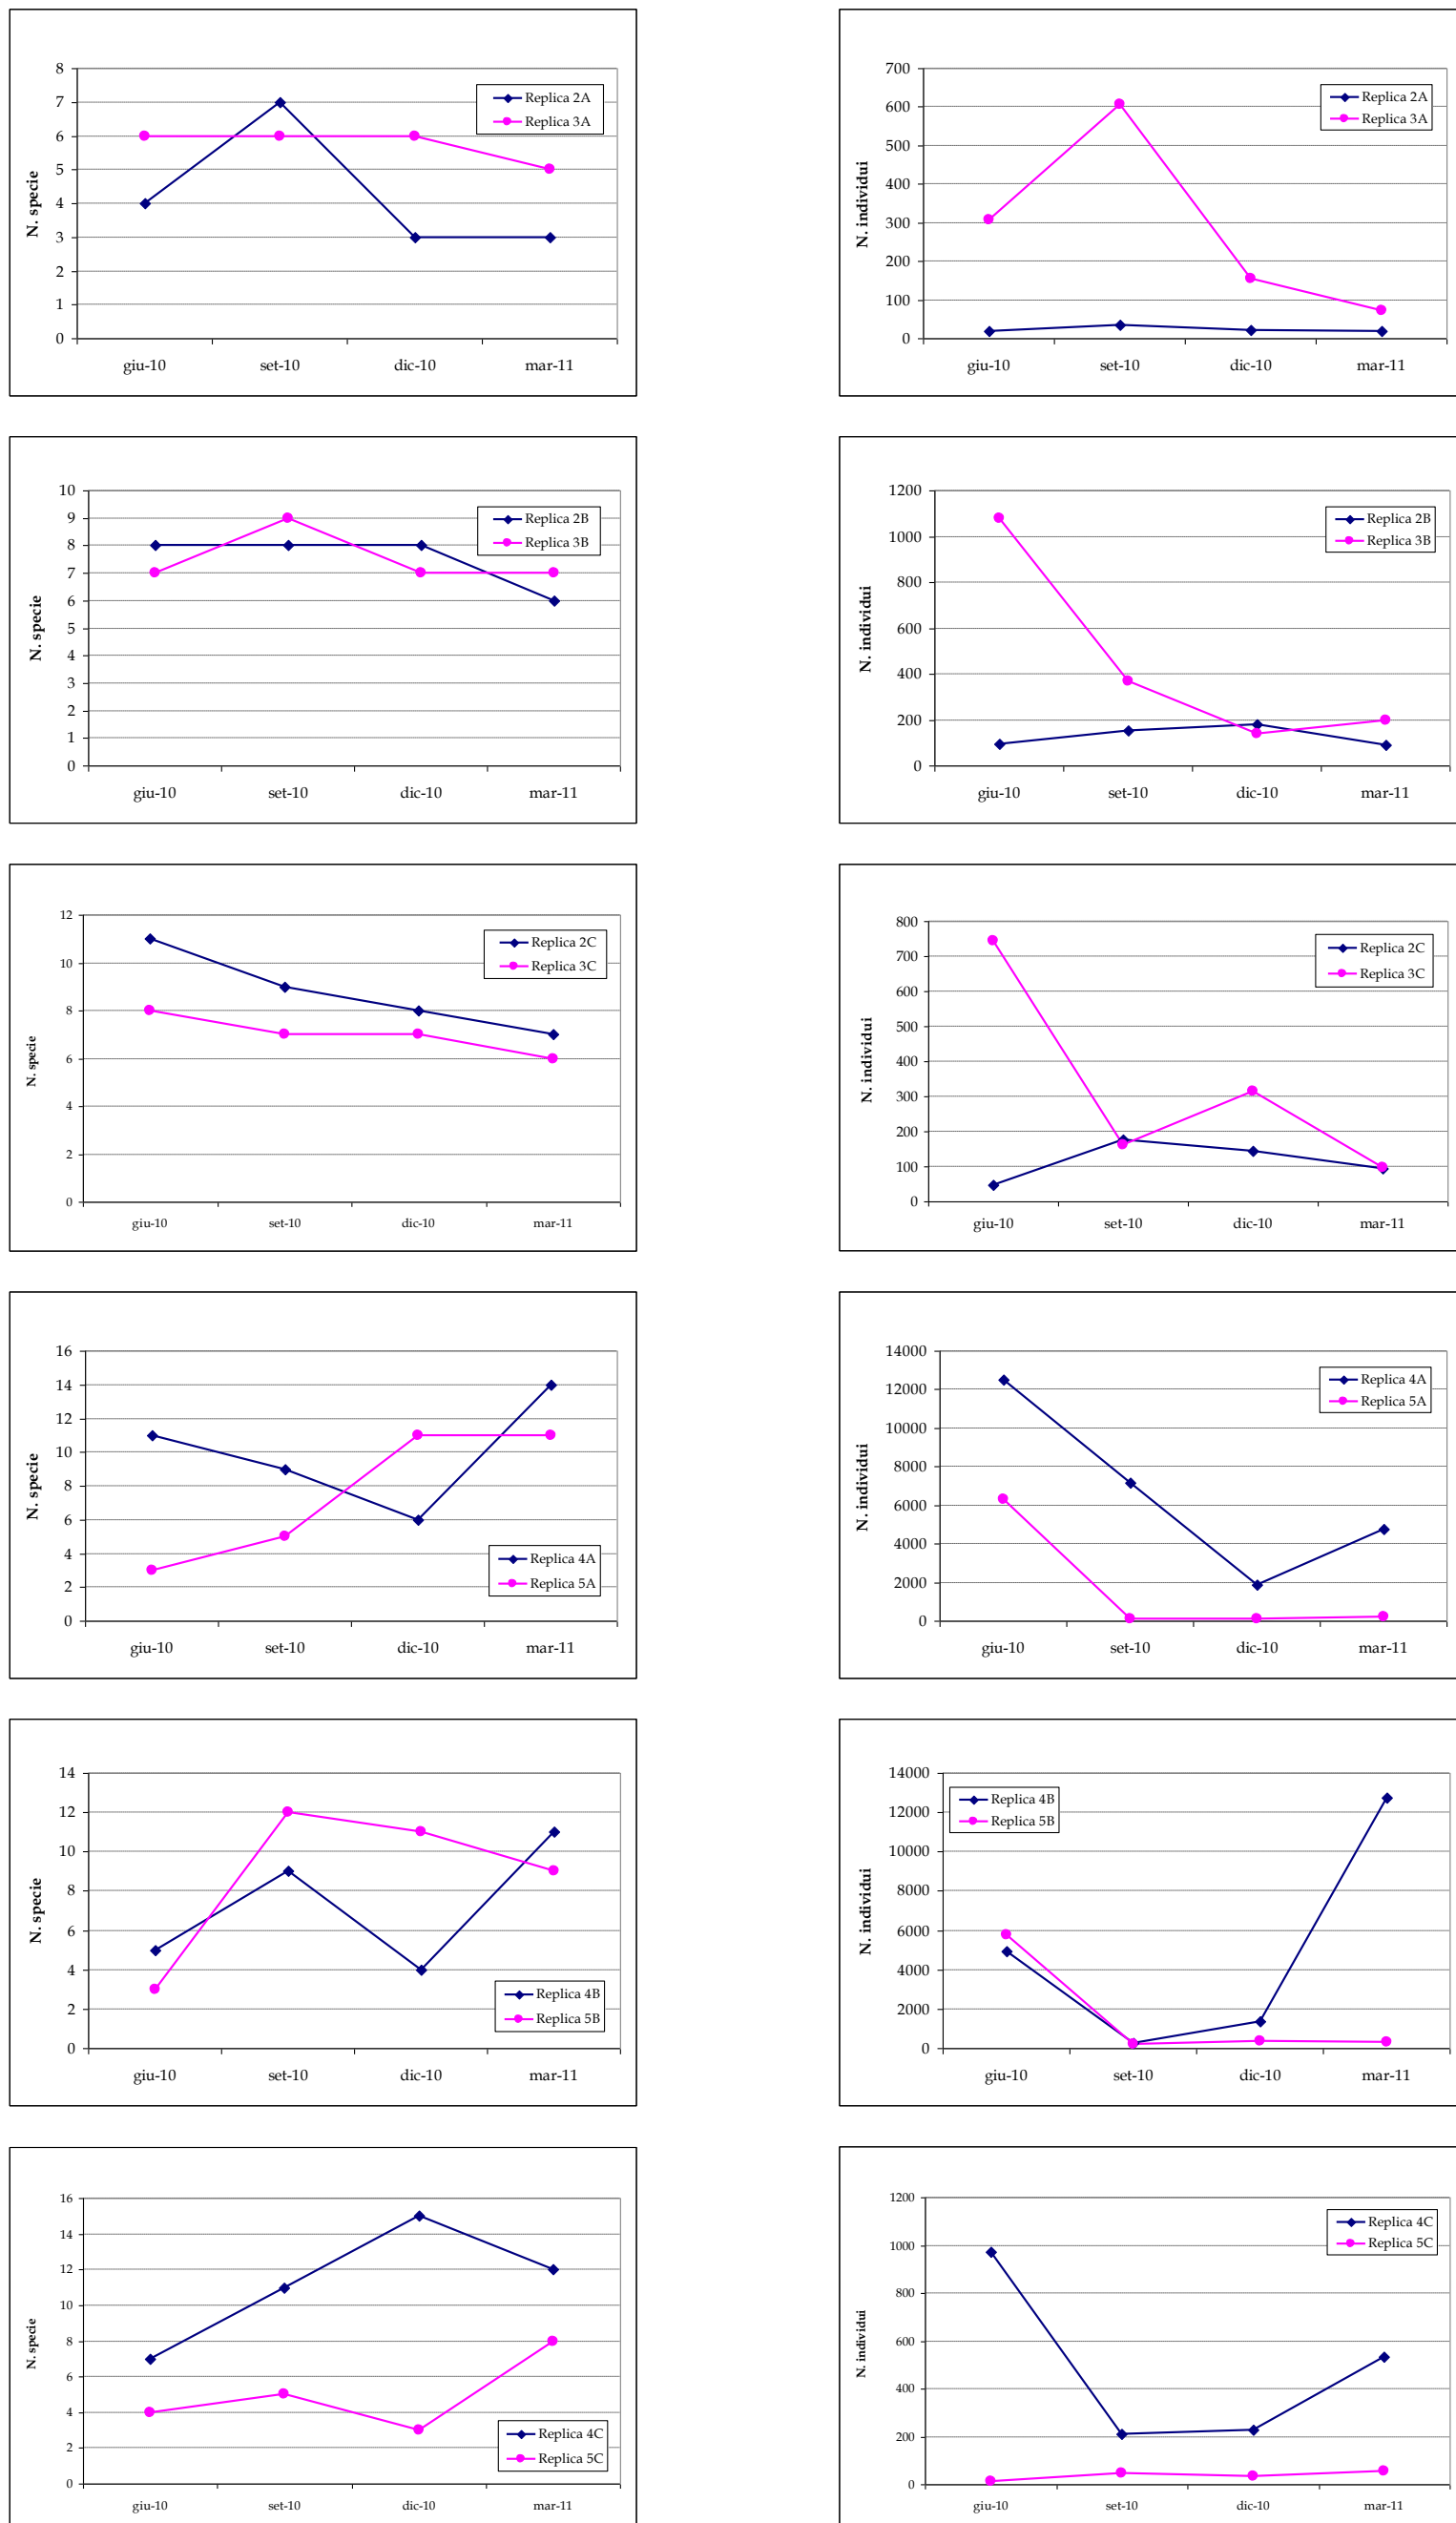 8
7
6
5
4
3
2
1
0
N. specie
Replica 2A
Replica 3A
giu-10 set-10 dic-10 mar-11
700
600
500
400
300
200
100
0
N. individui
Replica 2A
Replica 3A
giu-10 set-10 dic-10 mar-11
10
9
8
7
6
5
4
3
2
1
0
N. specie
Replica 2B
Replica 3B
giu-10 set-10 dic-10 mar-11
1200
1000
800
600
400
200
0
N. individui
Replica 2B
Replica 3B
giu-10 set-10 dic-10 mar-11
12
10
8
6
4
2
0
N. specie
Replica 2C
Replica 3C
giu-10 set-10 dic-10 mar-11
800
700
600
500
400
300
200
100
0
N. individui
Replica 2C
Replica 3C
giu-10 set-10 dic-10 mar-11
16
14
12
10
8
6
4
2
0
N. specie
Replica 4A
Replica 5A
giu-10 set-10 dic-10 mar-11
14000
12000
10000
8000
6000
4000
2000
0
N. individui
Replica 4A
Replica 5A
giu-10 set-10 dic-10 mar-11
14
12
10
8
6
4
2
0
N. specie
Replica 4B
Replica 5B
giu-10 set-10 dic-10 mar-11
14000
12000
10000
8000
6000
4000
2000
0
N. individui
Replica 4B
Replica 5B
giu-10 set-10 dic-10 mar-11
16
14
12
10
8
6
4
2
0
N. specie
Replica 4C
Replica 5C
giu-10 set-10 dic-10 mar-11
1200
1000
800
600
400
200
0
N. individui
Replica 4C
Replica 5C
giu-10 set-10 dic-10 mar-11